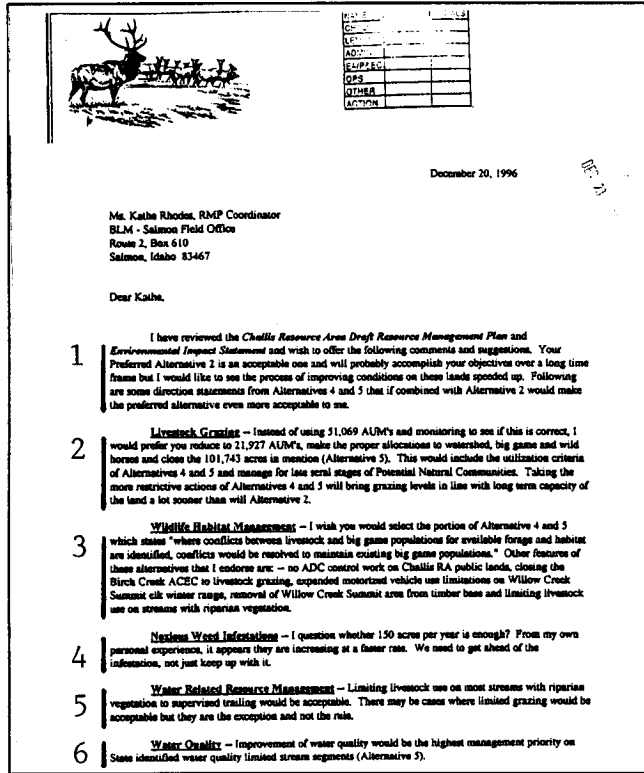 INITIALS
OPS
OTHER
ACTION
December 20, 1996
DEC 23
Ms. Kathe Rhodes, RMP Coordinator
BLM - Salmon Field Office
Route 2, Box 610
Salmon, Idaho 83467
Dear Kathe,
1
I have reviewed the Challis Resource Area Draft Resource Management Plan and
Environmental Impact Statement and wish to offer the following comments and suggestions. Your
Preferred Alternative 2 is an acceptable one and will probably accomplish your objectives over a long time
frame but I would like to see the process of improving conditions on these lands speeded up. Following
are some direction statements from Alternatives 4 and 5 that if combined with Alternative 2 would make
the preferred alternative even more acceptable to me.
2
Livestock Grazing -- Instead of using 51,069 AUM's and monitoring to see if this is correct, I
would prefer you reduce to 21,927 AUM's, make the proper allocations to watershed, big game and wild
horses and close the 101,743 acres in mention (Alternative 5). This would include the utilization criteria
of Alternatives 4 and 5 and manage for late seral stages of Potential Natural Communities. Taking the
more restrictive actions of Alternatives 4 and 5 will bring grazing levels in line with long term capacity of
the land a lot sooner than will Alternative 2.
3
Wildlife Habitat Management -- I wish you would select the portion of Alternative 4 and 5
which states "where conflicts between livestock and big game populations for available forage and habitat
are identified, conflicts would be resolved to maintain existing big game populations." Other features of
these alternatives that I endorse are: -- no ADC control work on Challis RA public lands, closing the
Birch Creek ACEC to livestock grazing, expanded motorized vehicle use limitations on Willow Creek
Summit elk winter range, removal of Willow Creek Summit area from timber base and limiting livestock
use on streams with riparian vegetation.
4
Noxious Weed Infestations -- I question whether 150 acres per year is enough? From my own
personal experience, it appears they are increasing at a faster rate. We need to get ahead of the
infestation, not just keep up with it.
5
Water Related Resource Management -- Limiting livestock use on most streams with riparian
vegetation to supervised trailing would be acceptable. There may be cases where limited grazing would be
acceptable but they are the exception and not the rule.
6
Water Quality -- Improvement of water quality would be the highest management priority on
State identified water quality limited stream segments (Alternative 5).